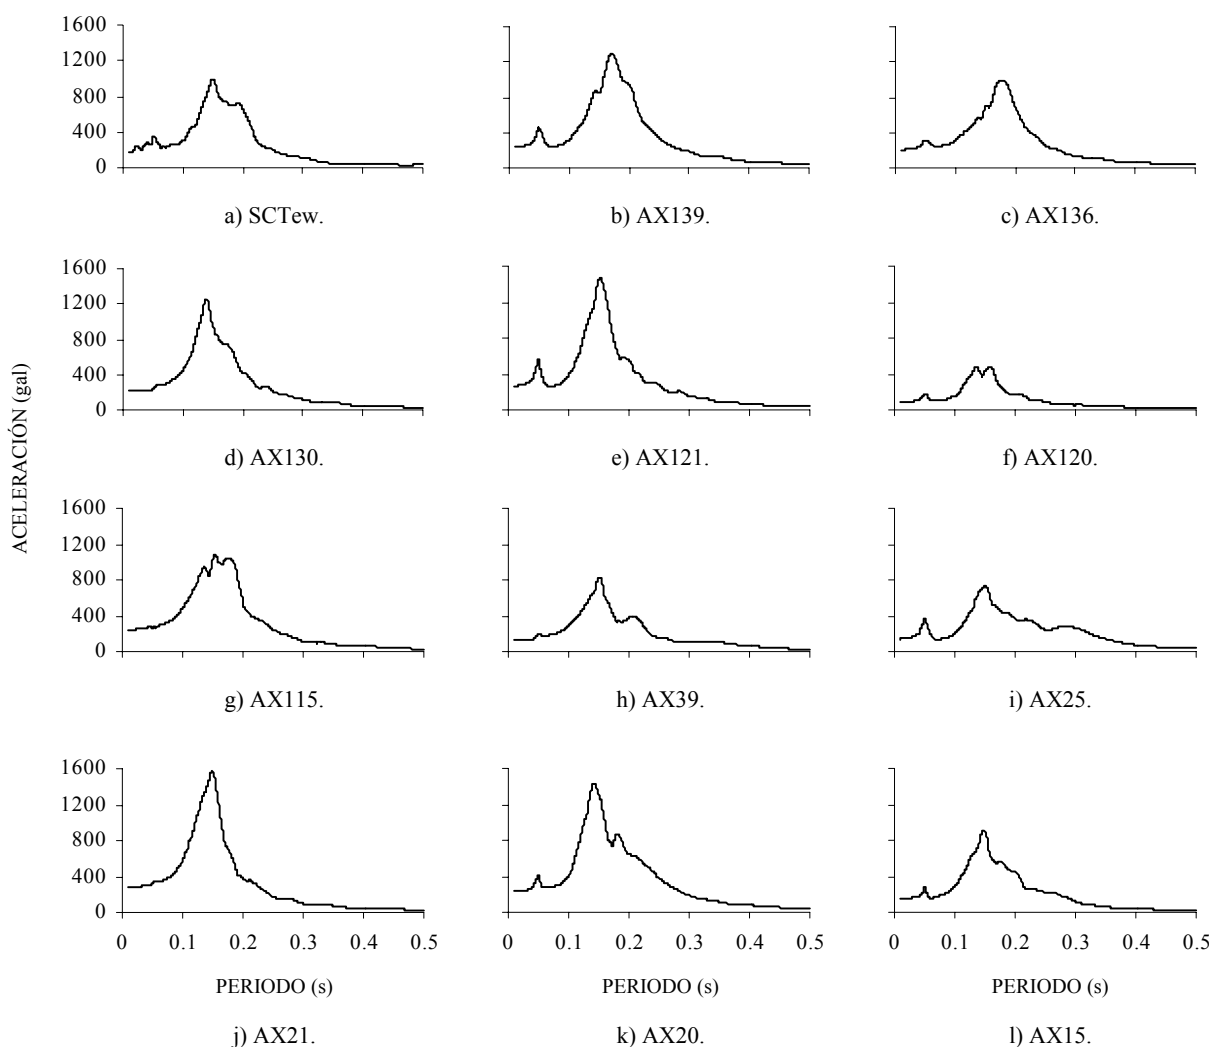 1600
1200
800
400
0
a) SCTew.
b) AX139.
c) AX136.
1600
1200
800
400
0
d) AX130.
e) AX121.
f) AX120.
ACELERACIÓN (gal)
1600
1200
800
400
0
g) AX115.
h) AX39.
i) AX25.
1600
1200
800
400
0
0 0.1 0.2 0.3 0.4 0.5
0 0.1 0.2 0.3 0.4 0.5
0 0.1 0.2 0.3 0.4 0.5
PERIODO (s)
PERIODO (s)
PERIODO (s)
j) AX21.
k) AX20.
l) AX15.